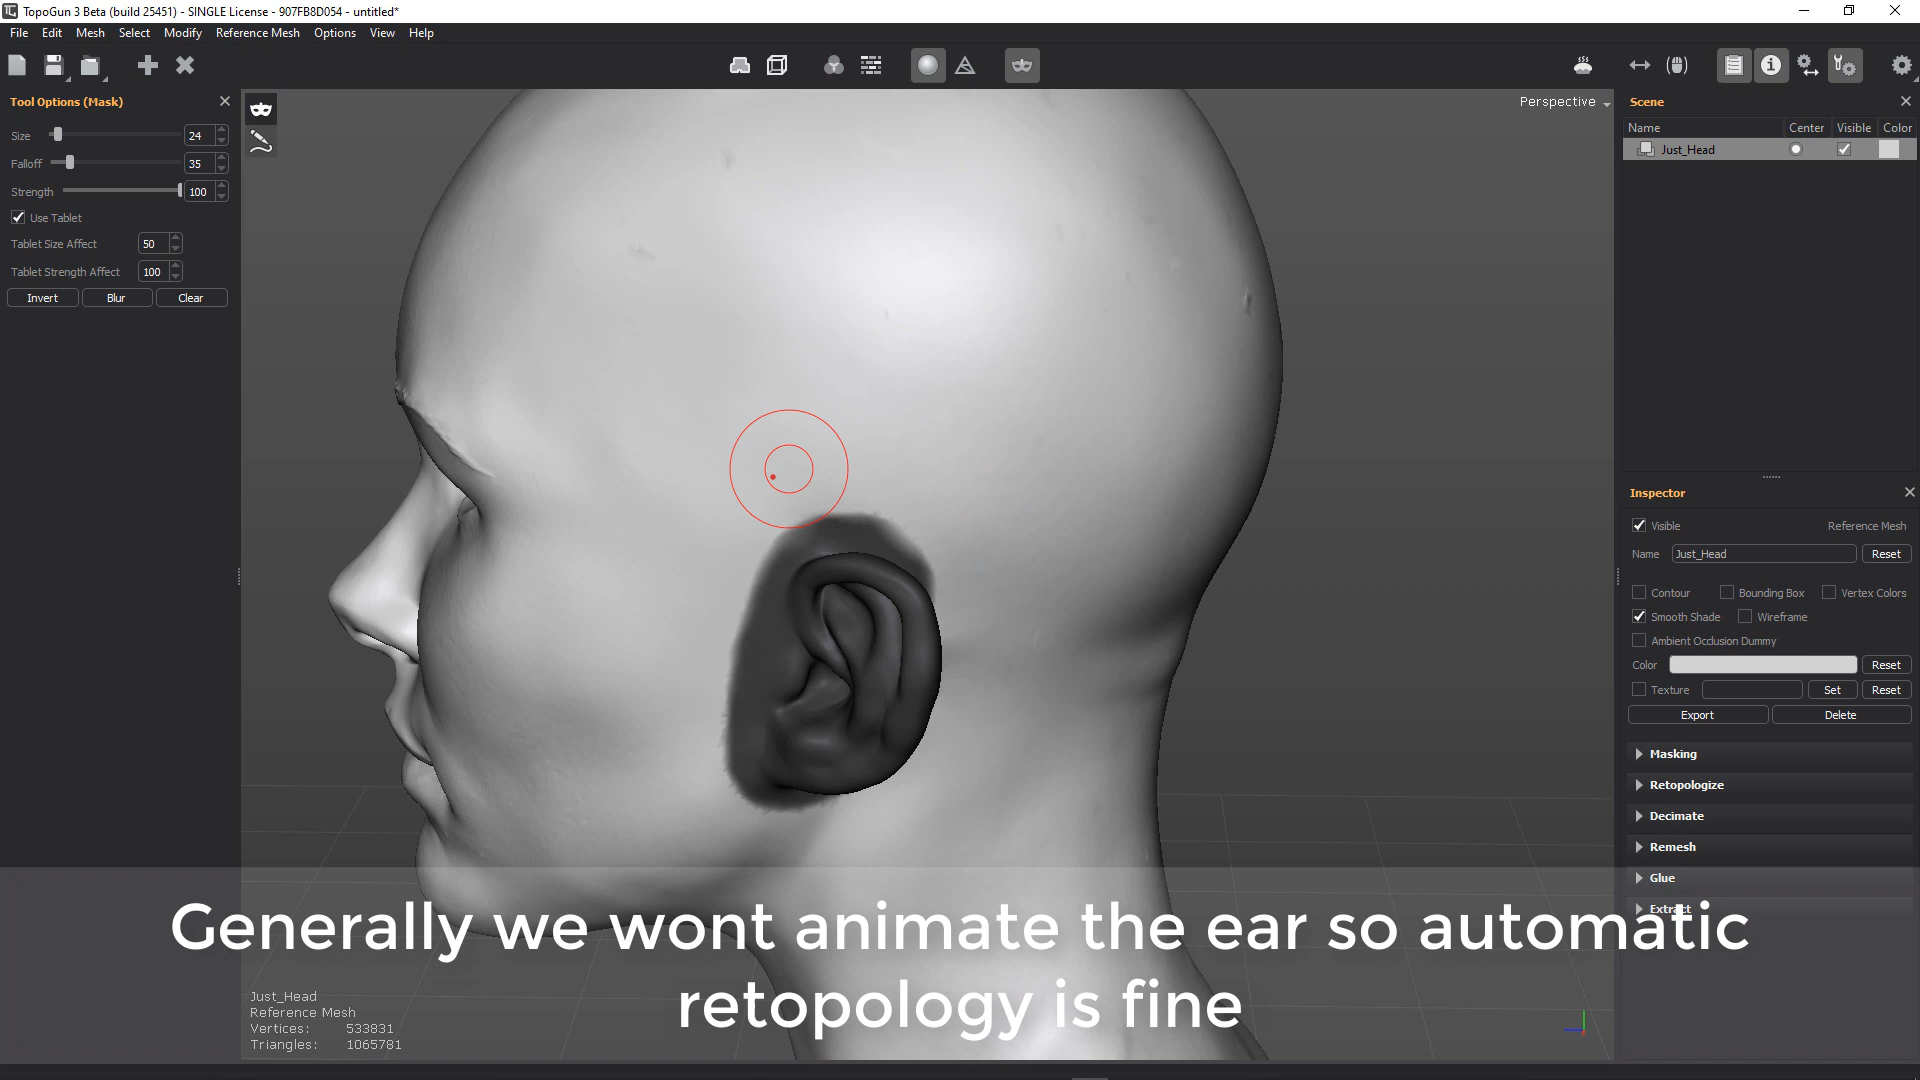 TopoGun 3 Beta (build 25451) - SINGLE License - 907FB8D054 - untitled*
File Edit Mesh Select Modify Reference Mesh Options View Help
Tool Options (Mask)
Size 24
Falloff 35
Strength 100
Use Tablet
Tablet Size Affect 50
Tablet Strength Affect 100
Invert Blur Clear
Perspective
Scene
Name Center Visible Color
Just_Head
Inspector
Visible Reference Mesh
Name Just_Head Reset
Contour Bounding Box Vertex Colors
Smooth Shade Wireframe
Ambient Occlusion Dummy
Color Reset
Texture Set Reset
Export Delete
Masking
Retopologize
Decimate
Remesh
Glue
Extract
Generally we wont animate the ear so automatic
retopology is fine
Just_Head
Reference Mesh
Vertices: 533831
Triangles: 1065781